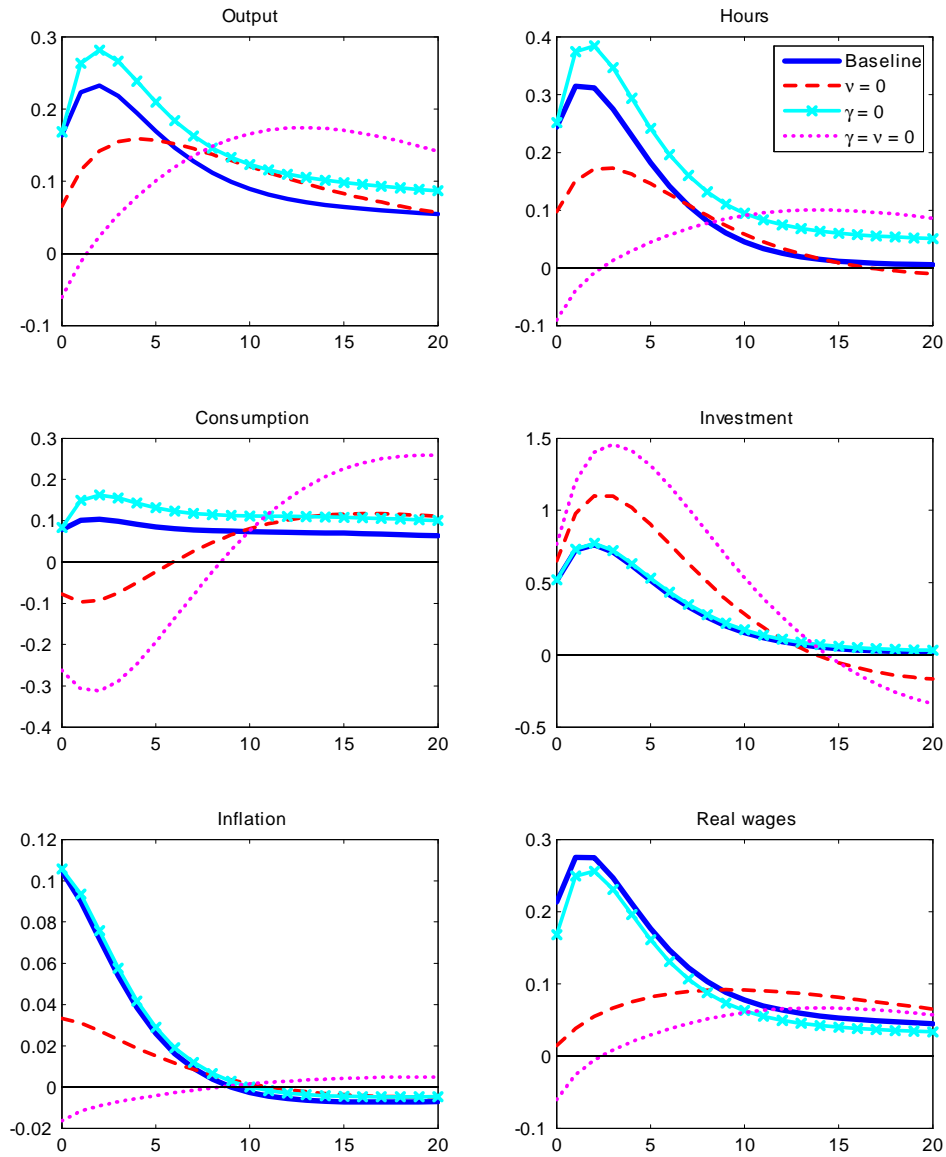 Output
0.3
0.2
0.1
0
-0.1
0 5 10 15 20
Hours
0.4
0.3
0.2
0.1
0
-0.1
0 5 10 15 20
Baseline
ν = 0
γ = 0
γ = ν = 0
Consumption
0.3
0.2
0.1
0
-0.1
-0.2
-0.3
-0.4
0 5 10 15 20
Investment
1.5
1
0.5
0
-0.5
0 5 10 15 20
Inflation
0.12
0.1
0.08
0.06
0.04
0.02
0
-0.02
0 5 10 15 20
Real wages
0.3
0.2
0.1
0
-0.1
0 5 10 15 20